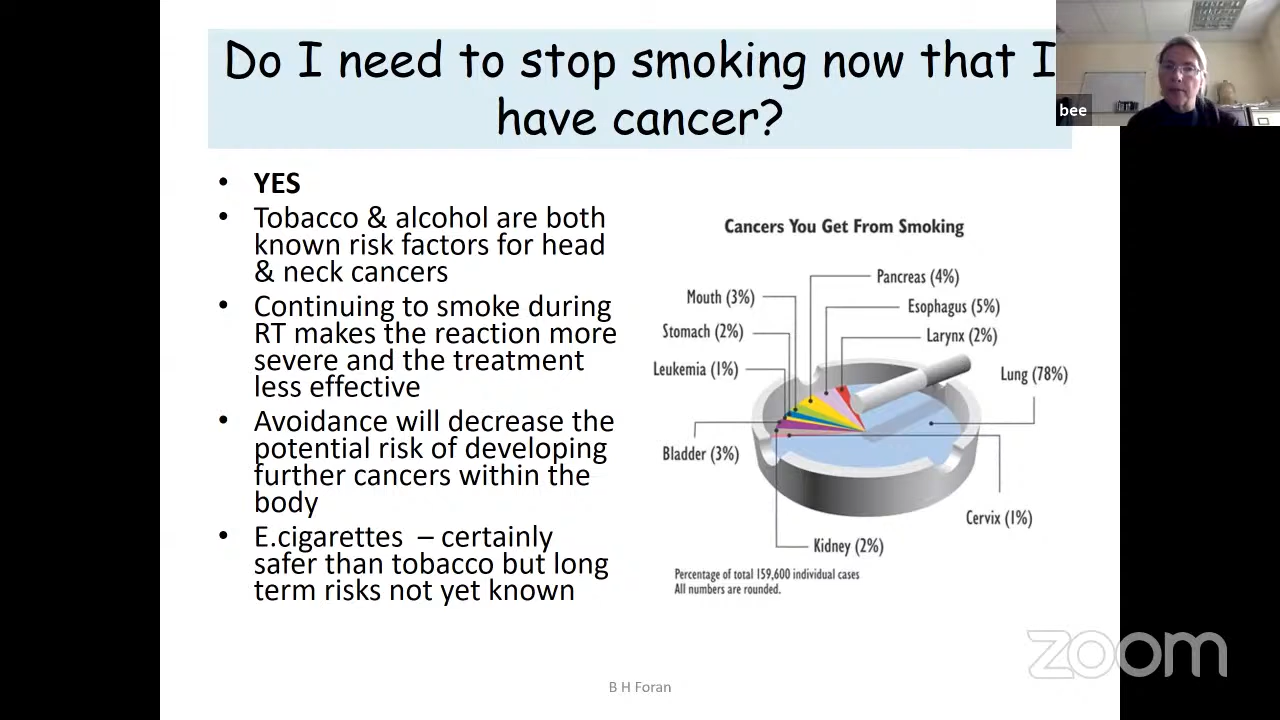 Do I need to stop smoking now that I
have cancer?
bee
• YES
• Tobacco & alcohol are both
known risk factors for head
& neck cancers
• Continuing to smoke during
RT makes the reaction more
severe and the treatment
less effective
• Avoidance will decrease the
potential risk of developing
further cancers within the
body
• E.cigarettes – certainly
safer than tobacco but long
term risks not yet known
Cancers You Get From Smoking
Pancreas (4%)
Mouth (3%)
Esophagus (5%)
Stomach (2%)
Larynx (2%)
Leukemia (1%)
Lung (78%)
Bladder (3%)
Cervix (1%)
Kidney (2%)
Percentage of total 159,600 individual cases
All numbers are rounded.
zoom
B H Foran